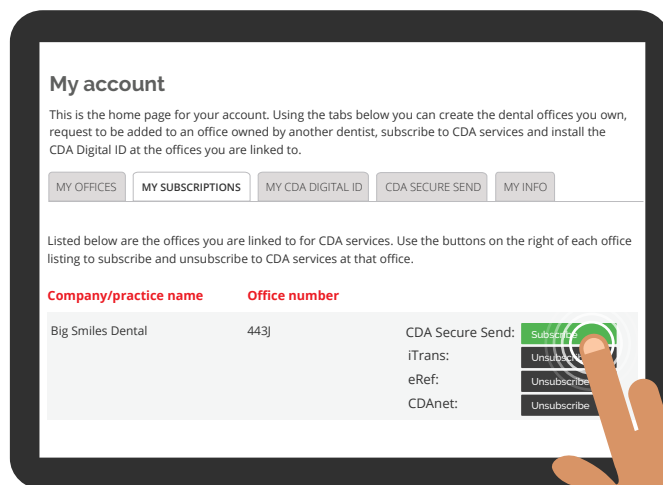 My account
This is the home page for your account. Using the tabs below you can create the dental offices you own,
request to be added to an office owned by another dentist, subscribe to CDA services and install the
CDA Digital ID at the offices you are linked to.
MY OFFICES MY SUBSCRIPTIONS MY CDA DIGITAL ID CDA SECURE SEND MY INFO
Listed below are the offices you are linked to for CDA services. Use the buttons on the right of each office
listing to subscribe and unsubscribe to CDA services at that office.
Company/practice name Office number
Big Smiles Dental 443J CDA Secure Send: Subscribe
iTrans: Unsubscribe
eRef: Unsubscribe
CDAnet: Unsubscribe